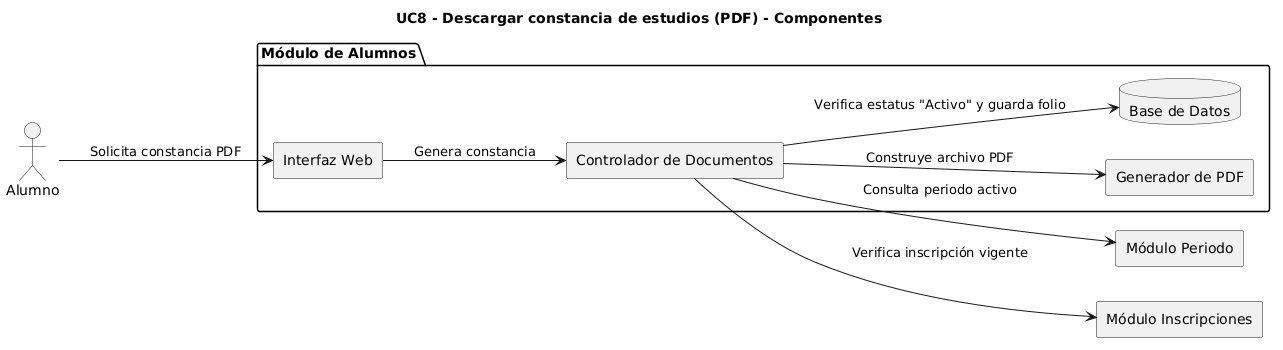 UC8 - Descargar constancia de estudios (PDF) - Componentes
Módulo de Alumnos
Alumno
Solicita constancia PDF
Interfaz Web
Genera constancia
Controlador de Documentos
Verifica estatus "Activo" y guarda folio
Base de Datos
Construye archivo PDF
Generador de PDF
Consulta periodo activo
Módulo Periodo
Verifica inscripción vigente
Módulo Inscripciones